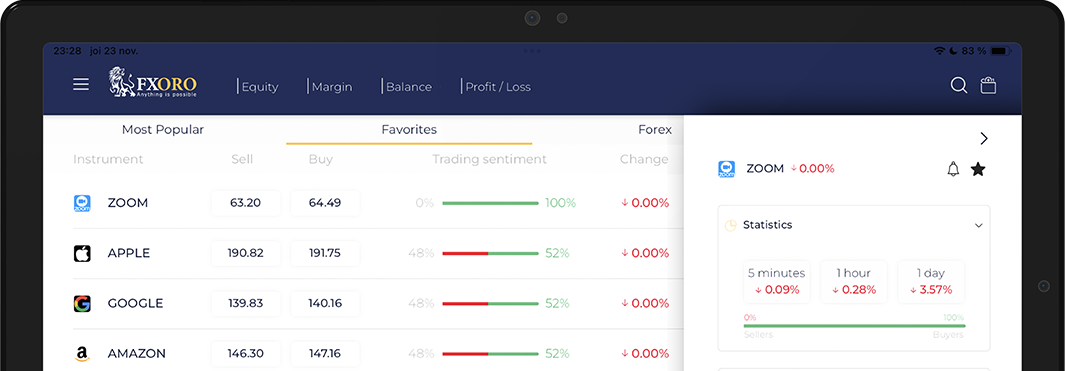 23:28 joi 23 nov. 83 %
FXORO
Anything is possible
Equity Margin Balance Profit / Loss
Most Popular Favorites Forex
Instrument Sell Buy Trading sentiment Change
ZOOM 63.20 64.49 0% 100% ↓ 0.00%
APPLE 190.82 191.75 48% 52% ↓ 0.00%
GOOGLE 139.83 140.16 48% 52% ↓ 0.00%
AMAZON 146.30 147.16 48% 52% ↓ 0.00%
zoom ZOOM ↓ 0.00%
Statistics
5 minutes 1 hour 1 day
↓ 0.09% ↓ 0.28% ↓ 3.57%
0% 100%
Sellers Buyers